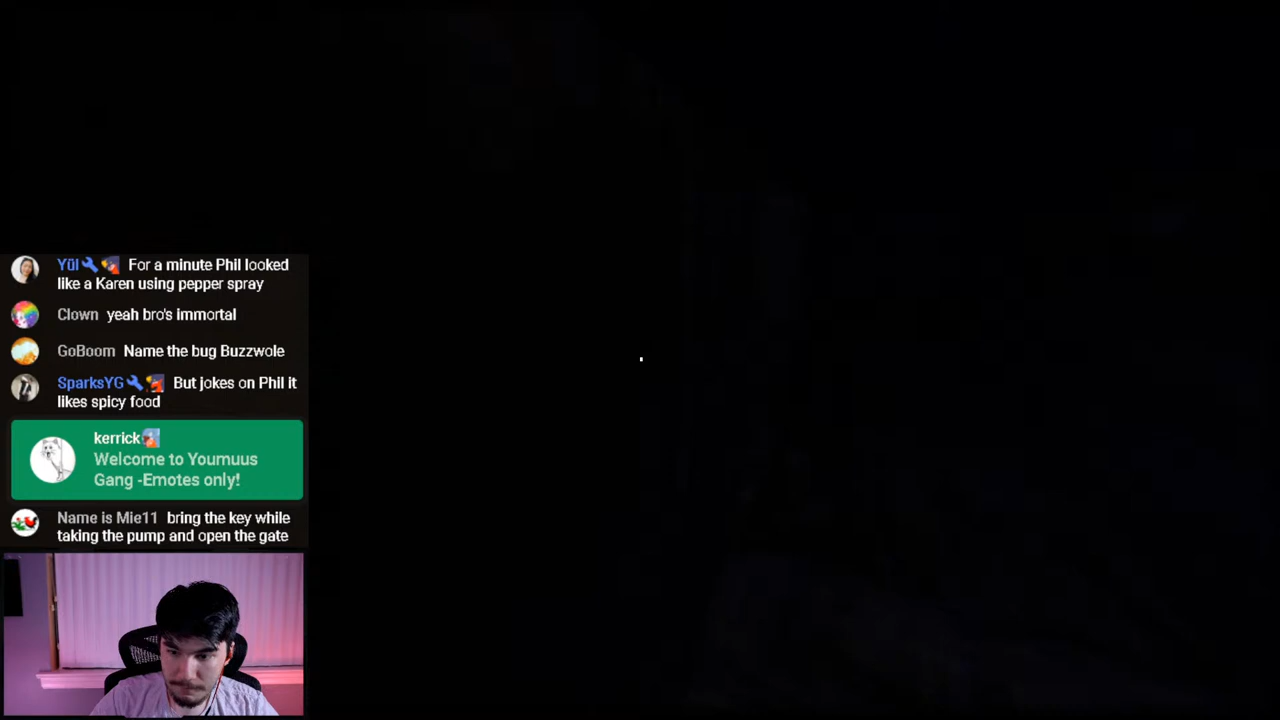 Yūl For a minute Phil looked
like a Karen using pepper spray
Clown yeah bro's immortal
GoBoom Name the bug Buzzwole
SparksYG But jokes on Phil it
likes spicy food
kerrick
Welcome to Youmuus
Gang -Emotes only!
Name is Mie11 bring the key while
taking the pump and open the gate